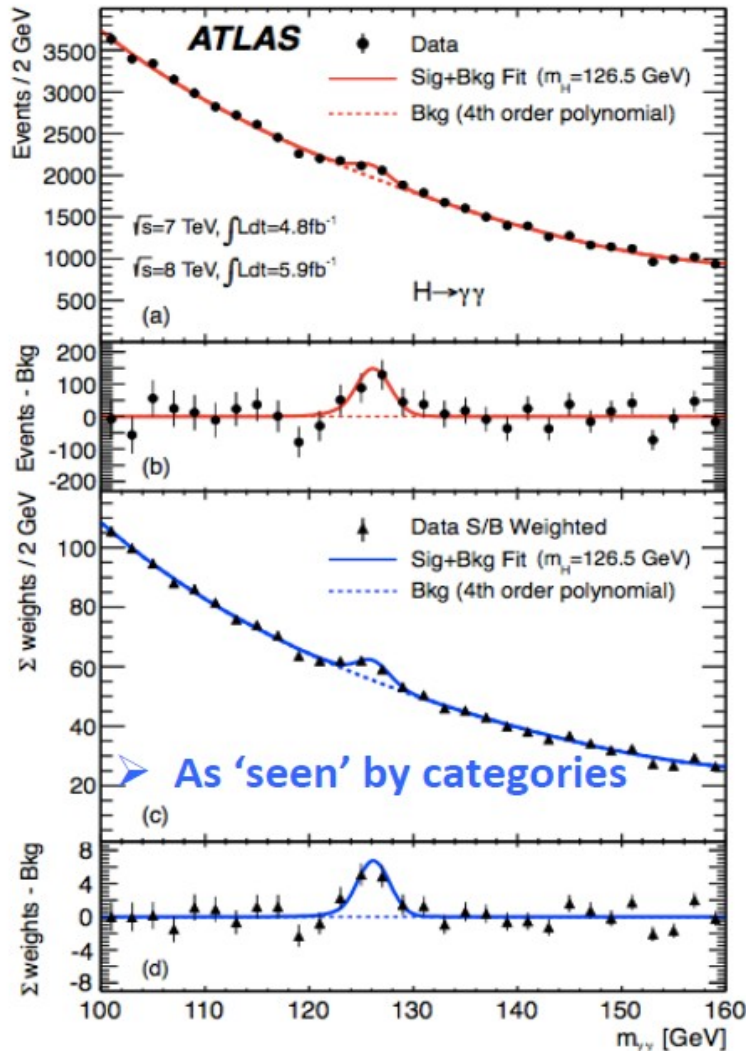 ATLAS
Data
Sig+Bkg Fit (m_H=126.5 GeV)
Bkg (4th order polynomial)
Events / 2 GeV
3500
3000
2500
2000
1500
1000
500
√s=7 TeV, ∫Ldt=4.8fb⁻¹
√s=8 TeV, ∫Ldt=5.9fb⁻¹
H→γγ
(a)
Events - Bkg
200
100
0
-100
-200
(b)
Data S/B Weighted
Sig+Bkg Fit (m_H=126.5 GeV)
Bkg (4th order polynomial)
Σ weights / 2 GeV
100
80
60
40
20
➢ As ‘seen’ by categories
(c)
Σ weights - Bkg
8
4
0
-4
-8
(d)
100 110 120 130 140 150 160
m_γγ [GeV]